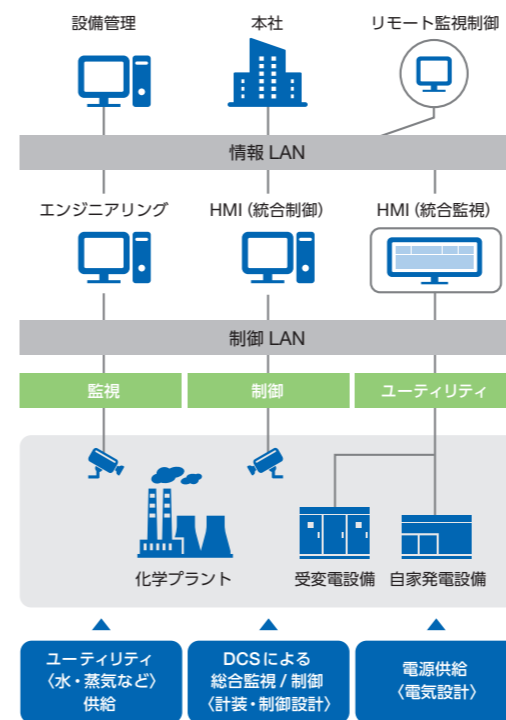 設備管理
本社
リモート監視制御
情報 LAN
エンジニアリング
HMI (統合制御)
HMI (統合監視)
制御 LAN
監視
制御
ユーティリティ
化学プラント
受変電設備
自家発電設備
ユーティリティ
〈水・蒸気など〉
供給
DCSによる
総合監視 / 制御
〈計装・制御設計〉
電源供給
〈電気設計〉